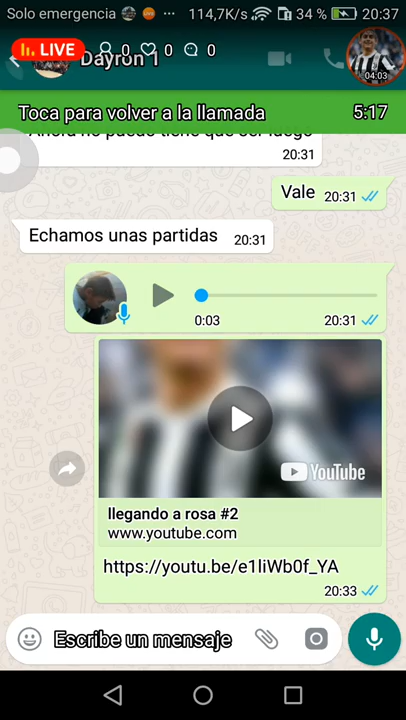 Solo emergencia ... 114,7K/s 34 % 20:37
LIVE 0 0 0
Dayron 1
04:03
Toca para volver a la llamada 5:17
Ahora no puedo tiene que ser luego
20:31
Vale 20:31
Echamos unas partidas 20:31
0:03 20:31
YouTube
llegando a rosa #2
www.youtube.com
https://youtu.be/e1liWb0f_YA
20:33
Escribe un mensaje